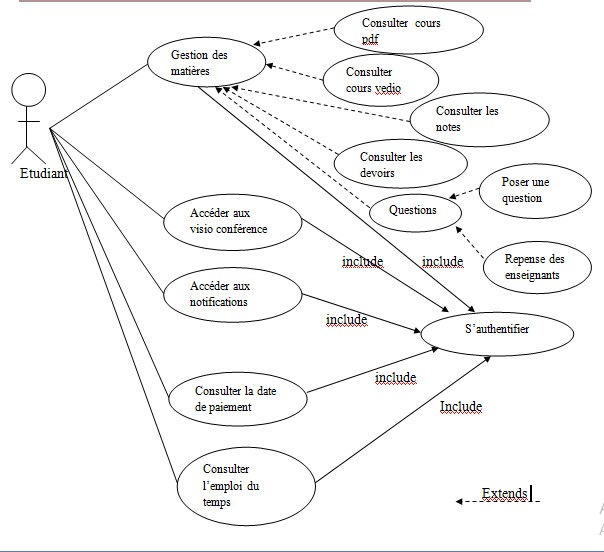 Consulter cours
pdf
Gestion des
matières
Consulter
cours vedio
Consulter les
notes
Consulter les
devoirs
Etudiant
Poser une
question
Questions
Accéder aux
visio conférence
Repense des
enseignants
include
include
Accéder aux
notifications
include
S'authentifier
include
Consulter la date
de paiement
Include
Consulter
l'emploi du
temps
Extends